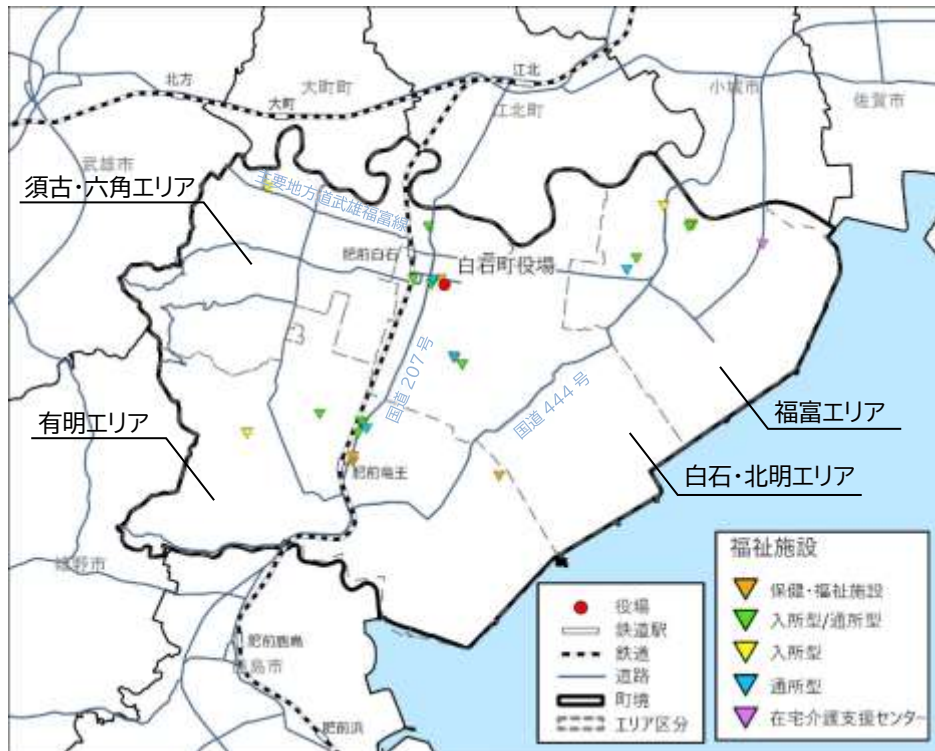 北方
大町町
江北
小城市
佐賀市
大町
江北町
武雄市
須古・六角エリア
主要地方道武雄福富線
肥前白石
白石町役場
国道 207 号
国道 444 号
有明エリア
福富エリア
肥前竜王
白石・北明エリア
嬉野市
肥前鹿島
鹿島市
肥前浜
役場
鉄道駅
鉄道
道路
町境
エリア区分
福祉施設
保健・福祉施設
入所型/通所型
入所型
通所型
在宅介護支援センター